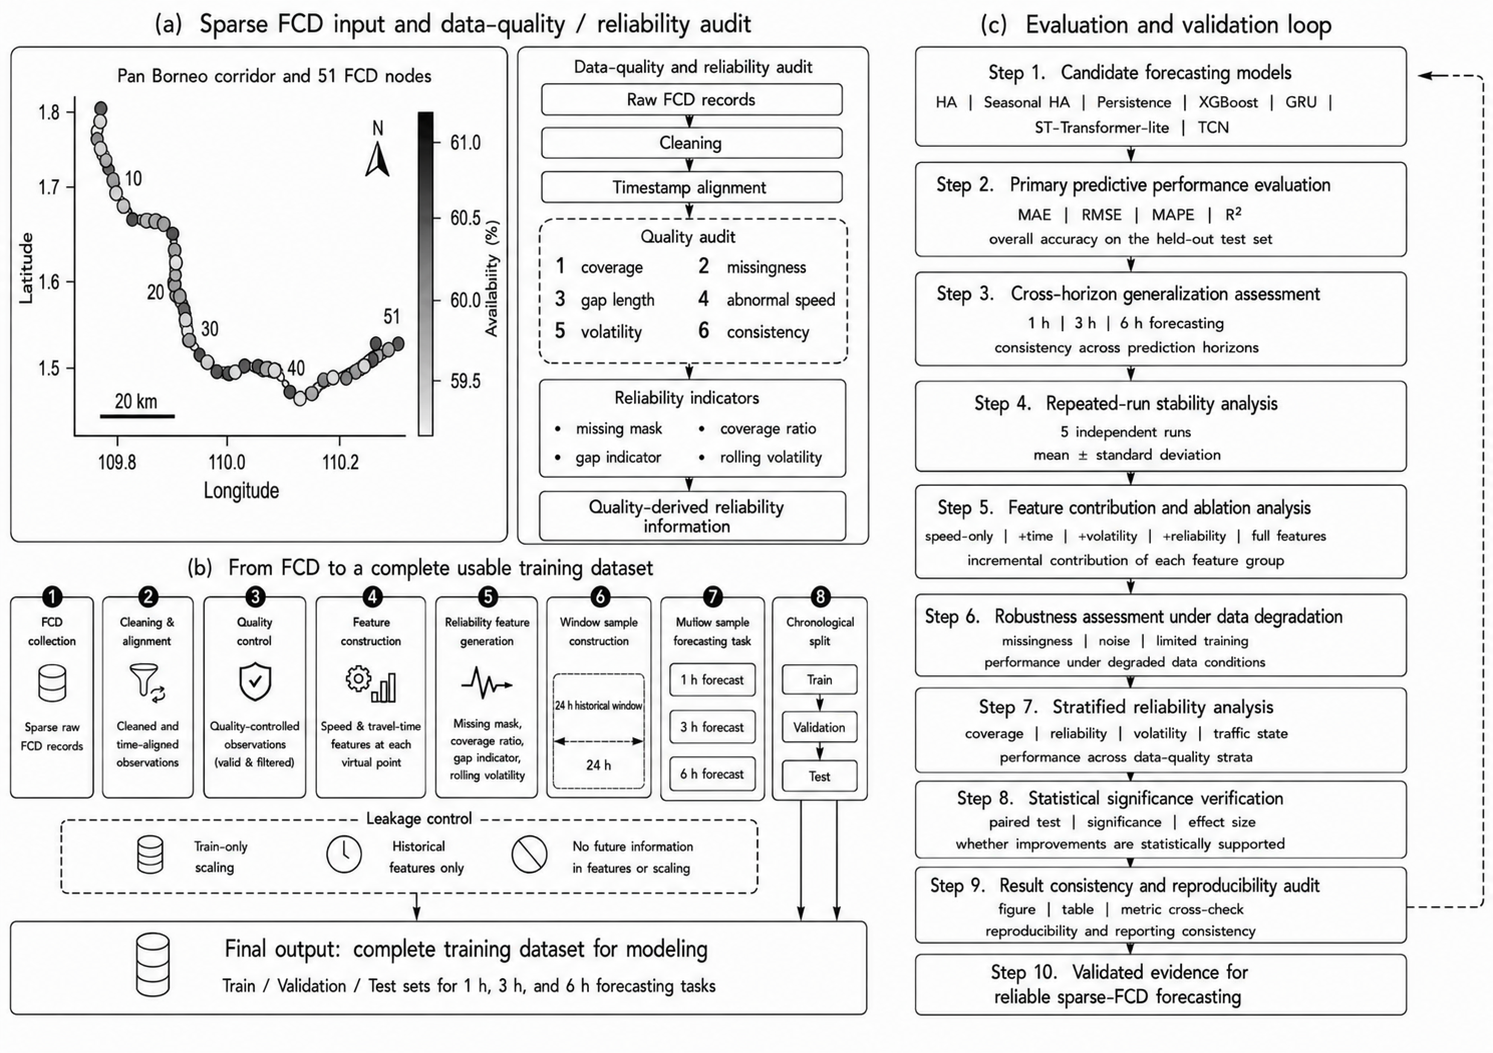 (a) Sparse FCD input and data-quality / reliability audit
Pan Borneo corridor and 51 FCD nodes
1.8
1.7
1.6
1.5
Latitude
109.8
110.0
110.2
Longitude
10
20
30
40
51
N
20 km
61.0
60.5
60.0
59.5
Availability (%)
Data-quality and reliability audit
Raw FCD records
Cleaning
Timestamp alignment
Quality audit
1 coverage
2 missingness
3 gap length
4 abnormal speed
5 volatility
6 consistency
Reliability indicators
• missing mask
• coverage ratio
• gap indicator
• rolling volatility
Quality-derived reliability
information
(b) From FCD to a complete usable training dataset
1
FCD
collection
Sparse raw
FCD records
2
Cleaning &
alignment
Cleaned and
time-aligned
observations
3
Quality
control
Quality-controlled
observations
(valid & filtered)
4
Feature
construction
Speed & travel-time
features at each
virtual point
5
Reliability feature
generation
Missing mask,
coverage ratio,
gap indicator,
rolling volatility
6
Window sample
construction
24 h historical window
24 h
7
Mutlow sample
forecasting task
1 h forecast
3 h forecast
6 h forecast
8
Chronological
split
Train
Validation
Test
Leakage control
Train-only
scaling
Historical
features only
No future information
in features or scaling
Final output: complete training dataset for modeling
Train / Validation / Test sets for 1 h, 3 h, and 6 h forecasting tasks
(c) Evaluation and validation loop
Step 1. Candidate forecasting models
HA | Seasonal HA | Persistence | XGBoost | GRU |
ST-Transformer-lite | TCN
Step 2. Primary predictive performance evaluation
MAE | RMSE | MAPE | R²
overall accuracy on the held-out test set
Step 3. Cross-horizon generalization assessment
1 h | 3 h | 6 h forecasting
consistency across prediction horizons
Step 4. Repeated-run stability analysis
5 independent runs
mean ± standard deviation
Step 5. Feature contribution and ablation analysis
speed-only | +time | +volatility | +reliability | full features
incremental contribution of each feature group
Step 6. Robustness assessment under data degradation
missingness | noise | limited training
performance under degraded data conditions
Step 7. Stratified reliability analysis
coverage | reliability | volatility | traffic state
performance across data-quality strata
Step 8. Statistical significance verification
paired test | significance | effect size
whether improvements are statistically supported
Step 9. Result consistency and reproducibility audit
figure | table | metric cross-check
reproducibility and reporting consistency
Step 10. Validated evidence for
reliable sparse-FCD forecasting